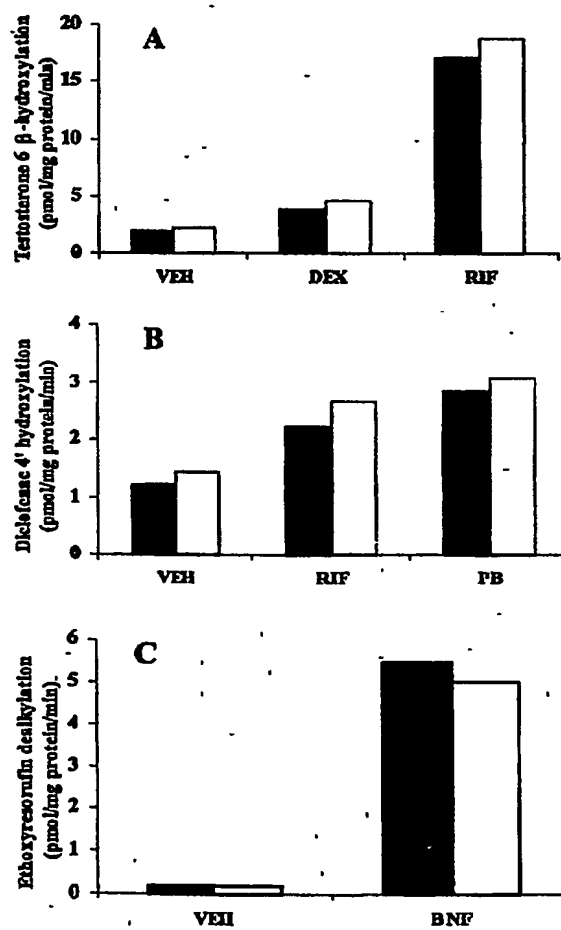 A
Testosterone 6 β-hydroxylation
(pmol/mg protein/min)
20
15
10
5
0
VEH DEX RIF
B
Diclofenac 4' hydroxylation
(pmol/mg protein/min)
4
3
2
1
0
VEH RIF PB
C
Ethoxyresorufin dealkylation
(pmol/mg protein/min).
6
5
4
3
2
1
0
VEH BNF